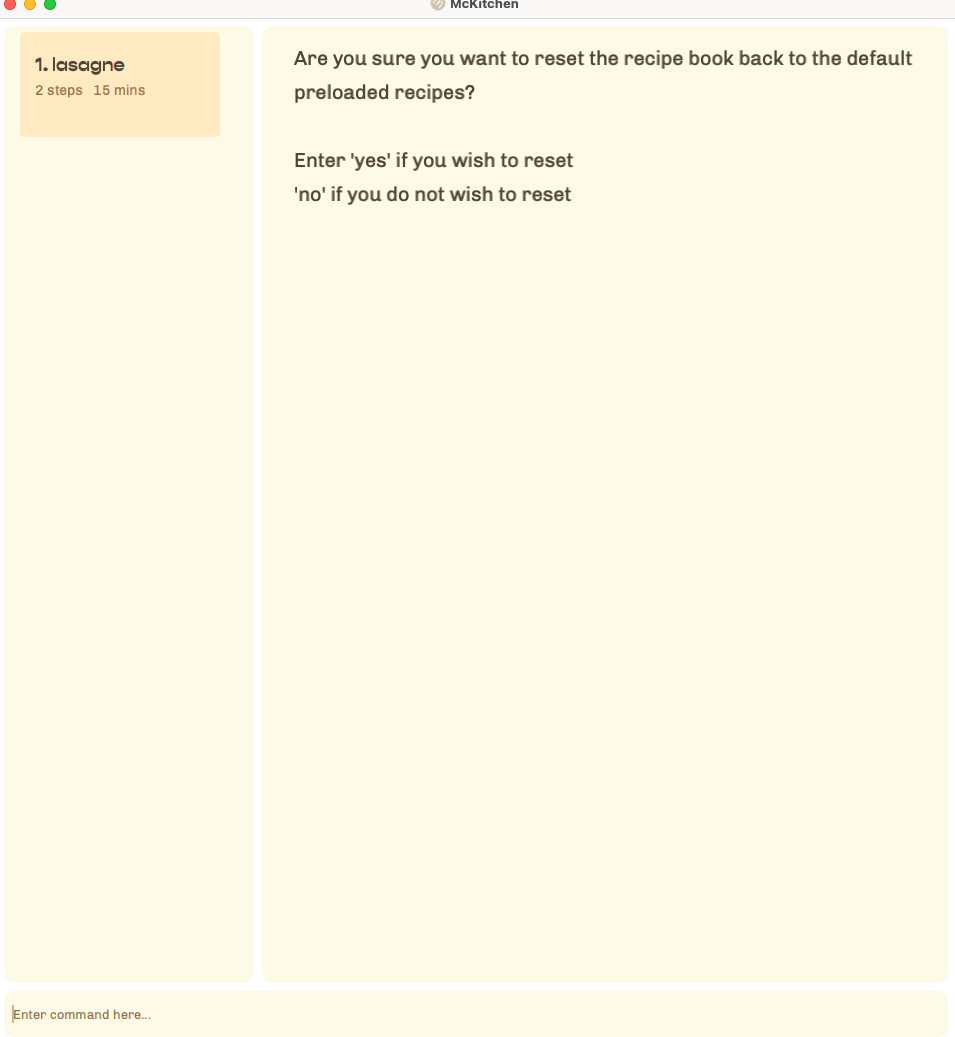 McKitchen
1. lasagne
2 steps 15 mins
Are you sure you want to reset the recipe book back to the default
preloaded recipes?
Enter 'yes' if you wish to reset
'no' if you do not wish to reset
Enter command here...